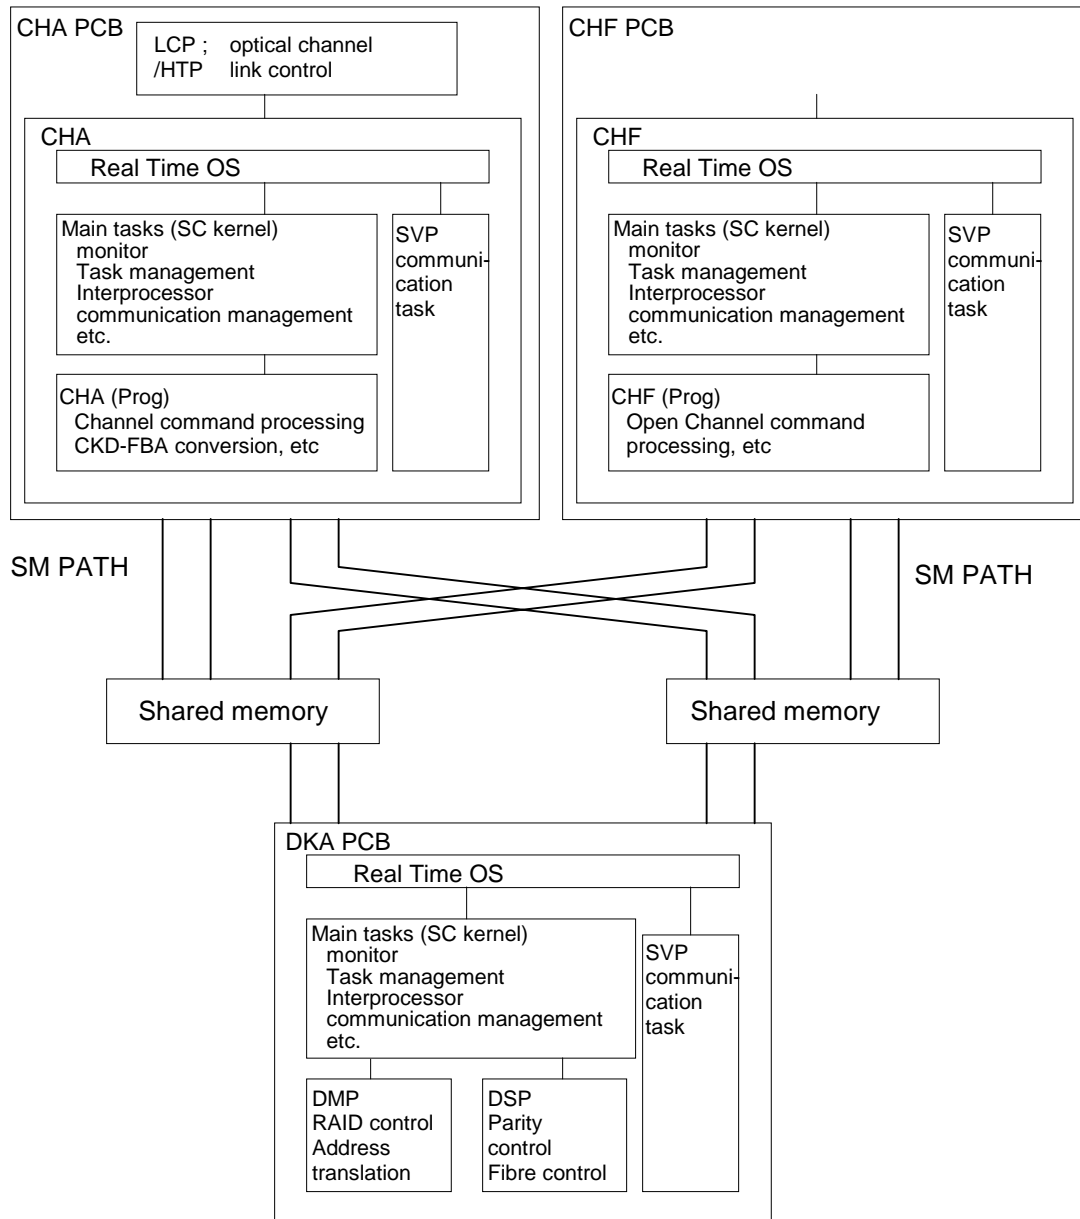 CHA PCB
LCP ; optical channel
/HTP link control
CHA
Real Time OS
Main tasks (SC kernel)
monitor
Task management
Interprocessor
communication management
etc.
SVP
communi-
cation
task
CHA (Prog)
Channel command processing
CKD-FBA conversion, etc
CHF PCB
CHF
Real Time OS
Main tasks (SC kernel)
monitor
Task management
Interprocessor
communication management
etc.
SVP
communi-
cation
task
CHF (Prog)
Open Channel command
processing, etc
SM PATH
SM PATH
Shared memory
Shared memory
DKA PCB
Real Time OS
Main tasks (SC kernel)
monitor
Task management
Interprocessor
communication management
etc.
SVP
communi-
cation
task
DMP
RAID control
Address
translation
DSP
Parity
control
Fibre control